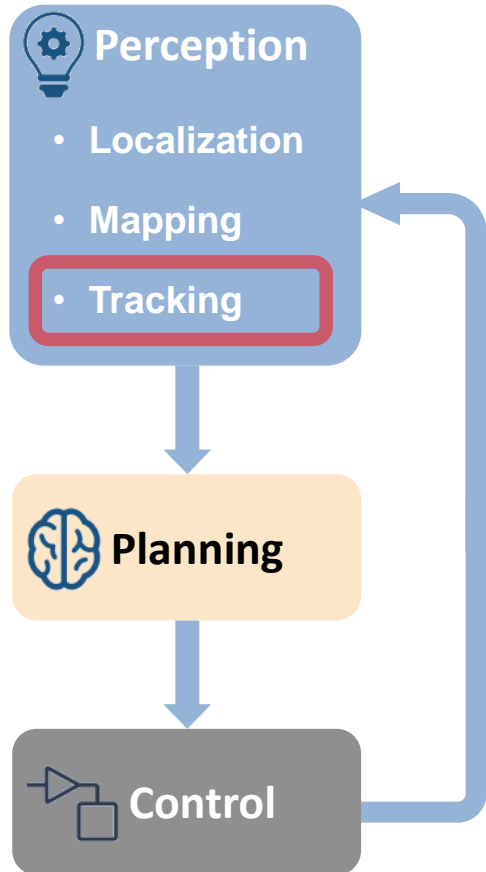 Perception
• Localization
• Mapping
• Tracking
Planning
Control